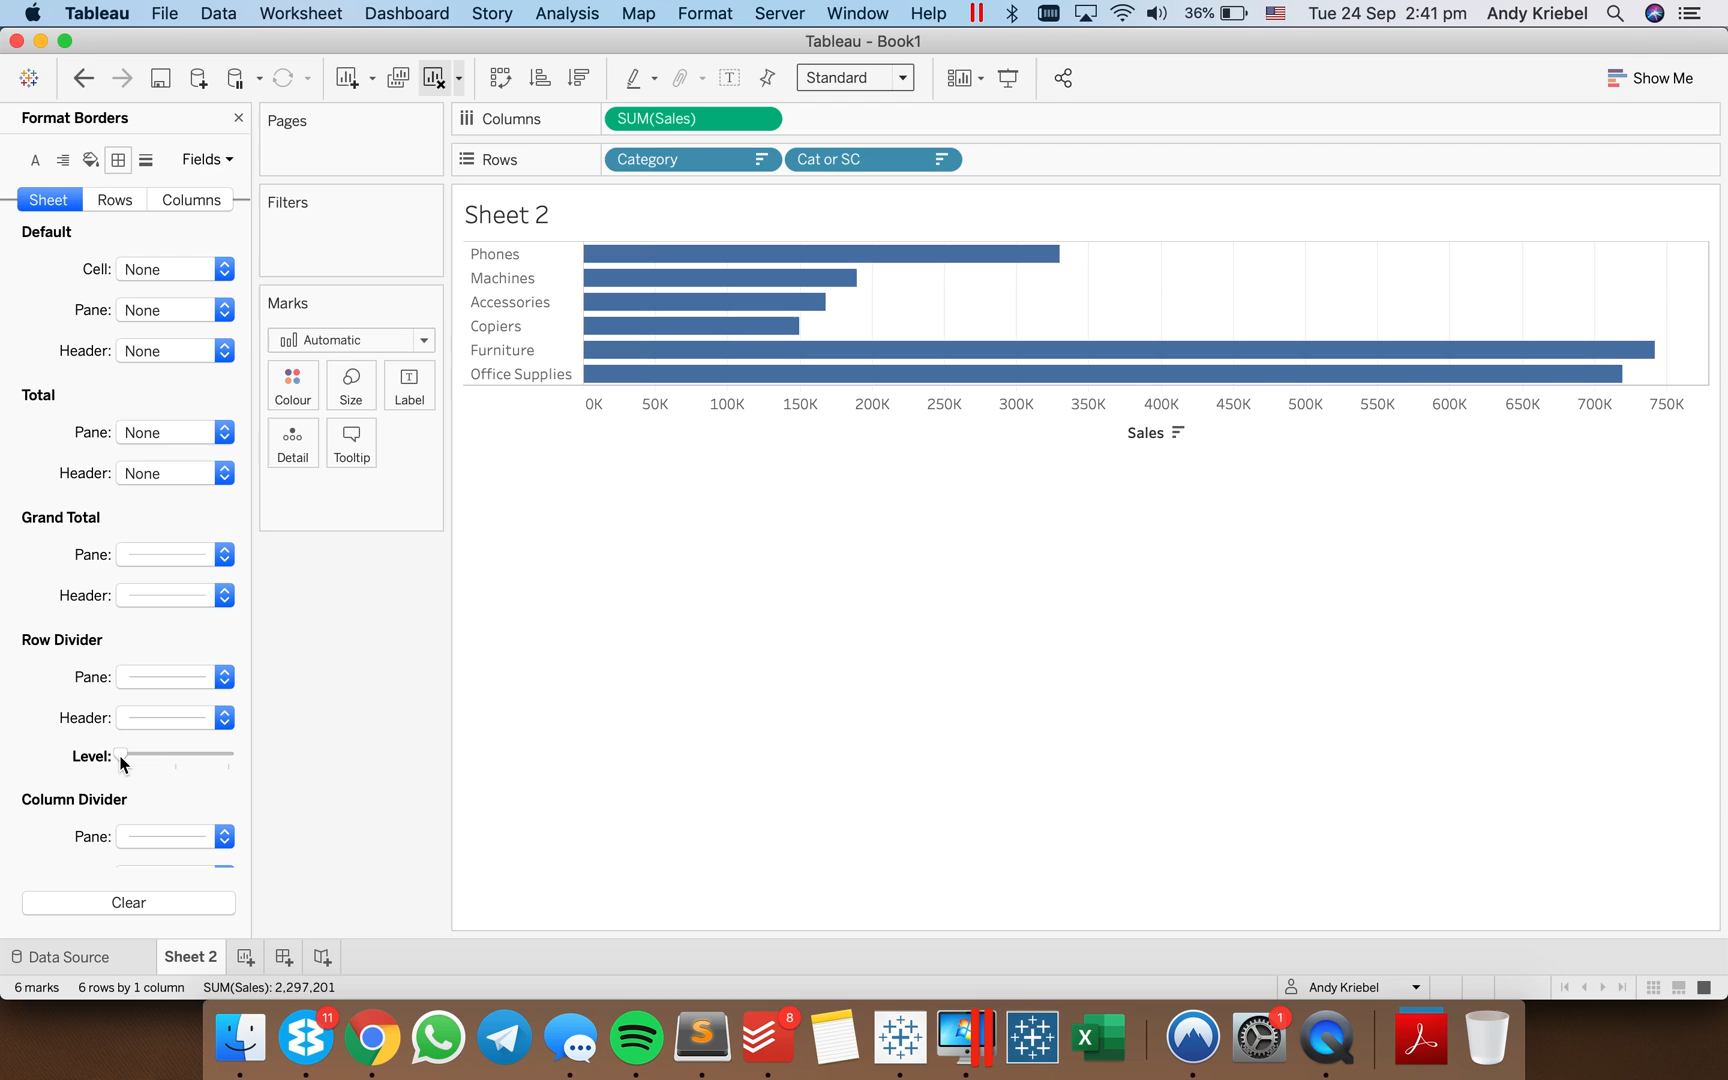 Tableau File Data Worksheet Dashboard Story Analysis Map Format Server Window Help 36% Tue 24 Sep 2:41 pm Andy Kriebel
Tableau - Book1
Standard Show Me
Format Borders
Fields
Sheet Rows Columns
Default
Cell: None
Pane: None
Header: None
Total
Pane: None
Header: None
Grand Total
Pane:
Header:
Row Divider
Pane:
Header:
Level:
Column Divider
Pane:
Clear
Pages
Filters
Marks
Automatic
Colour Size Label
Detail Tooltip
Columns SUM(Sales)
Rows Category Cat or SC
Sheet 2
Phones
Machines
Accessories
Copiers
Furniture
Office Supplies
0K 50K 100K 150K 200K 250K 300K 350K 400K 450K 500K 550K 600K 650K 700K 750K
Sales
Data Source Sheet 2
6 marks 6 rows by 1 column SUM(Sales): 2,297,201 Andy Kriebel
11 8 1